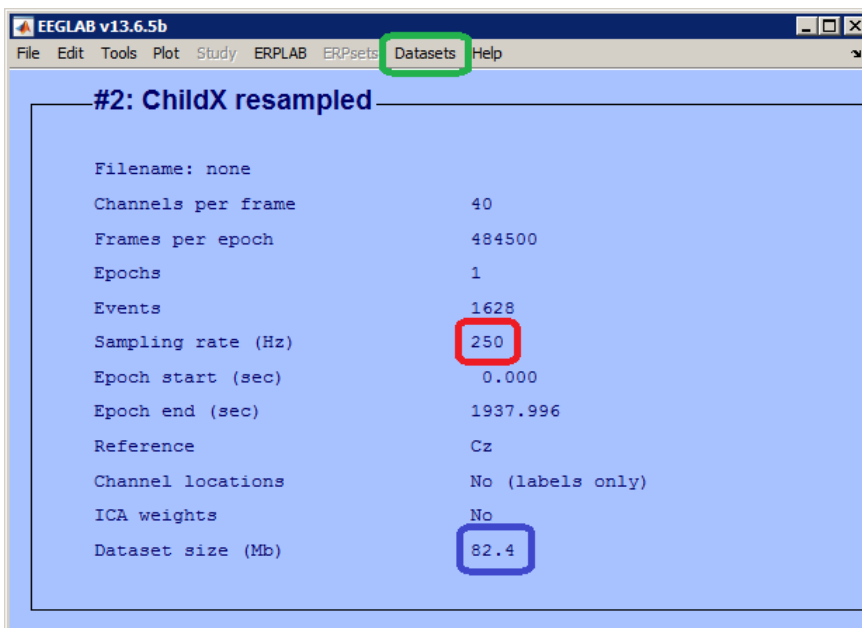 EEGLAB v13.6.5b
File Edit Tools Plot Study ERPLAB ERPsets Datasets Help
#2: ChildX resampled
Filename: none
Channels per frame 40
Frames per epoch 484500
Epochs 1
Events 1628
Sampling rate (Hz) 250
Epoch start (sec) 0.000
Epoch end (sec) 1937.996
Reference Cz
Channel locations No (labels only)
ICA weights No
Dataset size (Mb) 82.4